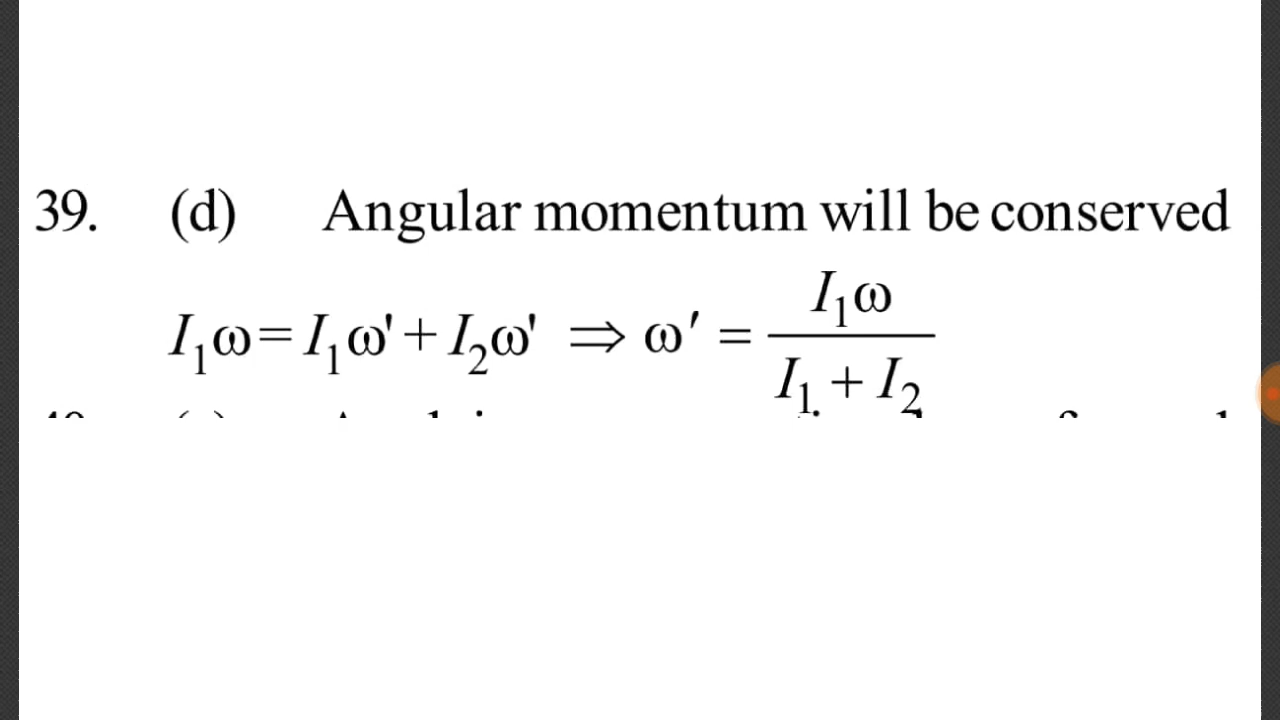 39. (d) Angular momentum will be conserved
I₁ω = I₁ω' + I₂ω' ⇒ ω′ = I₁ω / (I₁ + I₂)